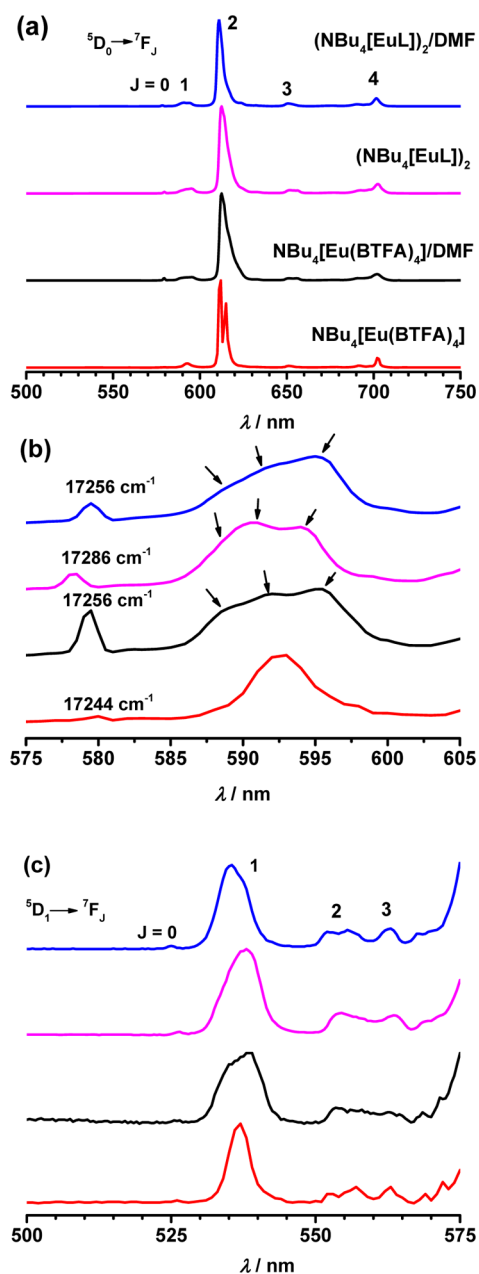 (a)
2
⁵D₀→⁷F_J
(NBu₄[EuL])₂/DMF
J = 0 1
3
4
(NBu₄[EuL])₂
NBu₄[Eu(BTFA)₄]/DMF
NBu₄[Eu(BTFA)₄]
500 550 600 650 700 750
λ / nm
(b)
17256 cm⁻¹
17286 cm⁻¹
17256 cm⁻¹
17244 cm⁻¹
575 580 585 590 595 600 605
λ / nm
(c)
1
⁵D₁→⁷F_J
J = 0
2
3
500 525 550 575
λ / nm